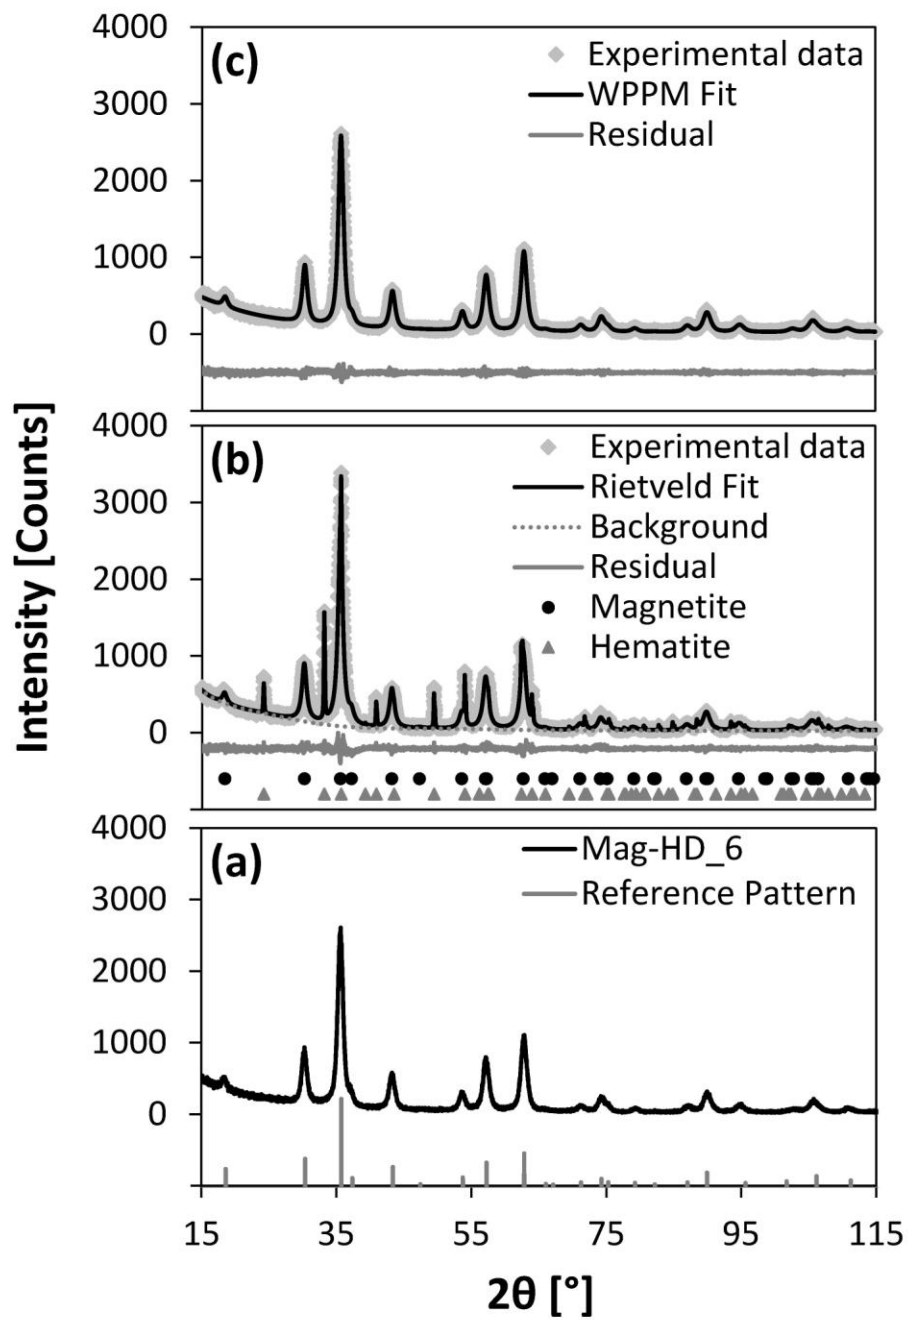 4000
(c)
Experimental data
3000
WPPM Fit
Residual
2000
1000
0
Intensity [Counts]
4000
(b)
Experimental data
3000
Rietveld Fit
Background
2000
Residual
Magnetite
1000
Hematite
0
4000
(a)
Mag-HD_6
3000
Reference Pattern
2000
1000
0
15 35 55 75 95 115
2θ [°]